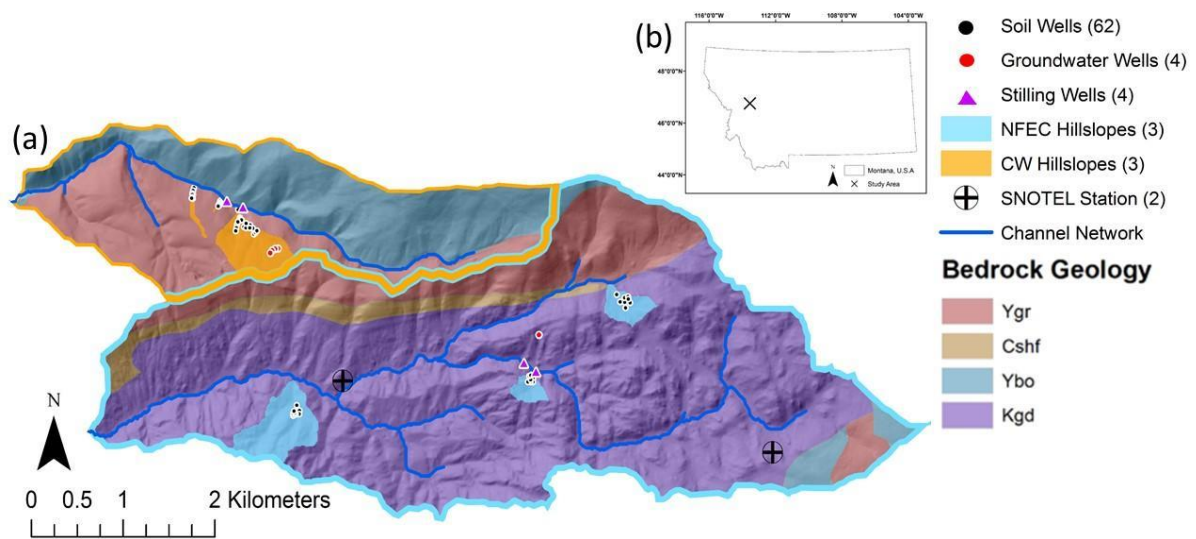 (a)
N
0 0.5 1 2 Kilometers
(b)
116°0'0"W 112°0'0"W 108°0'0"W 104°0'0"W
48°0'0"N
46°0'0"N
44°0'0"N
N
Montana, U.S.A
Study Area
Soil Wells (62)
Groundwater Wells (4)
Stilling Wells (4)
NFEC Hillslopes (3)
CW Hillslopes (3)
SNOTEL Station (2)
Channel Network
Bedrock Geology
Ygr
Cshf
Ybo
Kgd